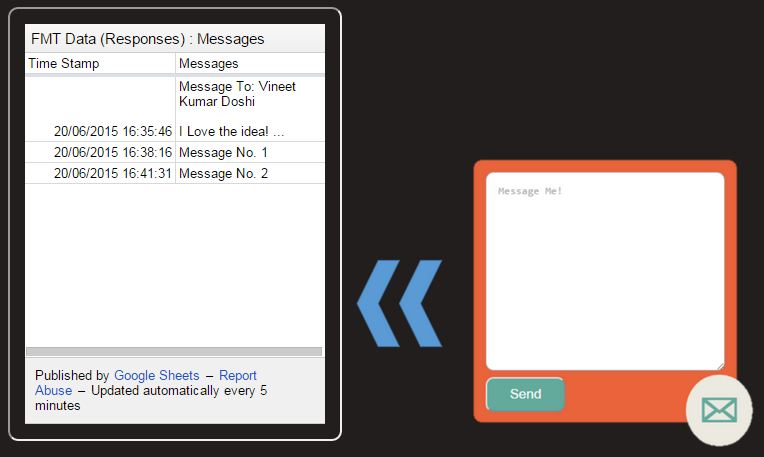 FMT Data (Responses) : Messages
Time Stamp Messages
Message To: Vineet
Kumar Doshi
20/06/2015 16:35:46 I Love the idea! ...
20/06/2015 16:38:16 Message No. 1
20/06/2015 16:41:31 Message No. 2
Published by Google Sheets – Report
Abuse – Updated automatically every 5
minutes
Message Me!
Send